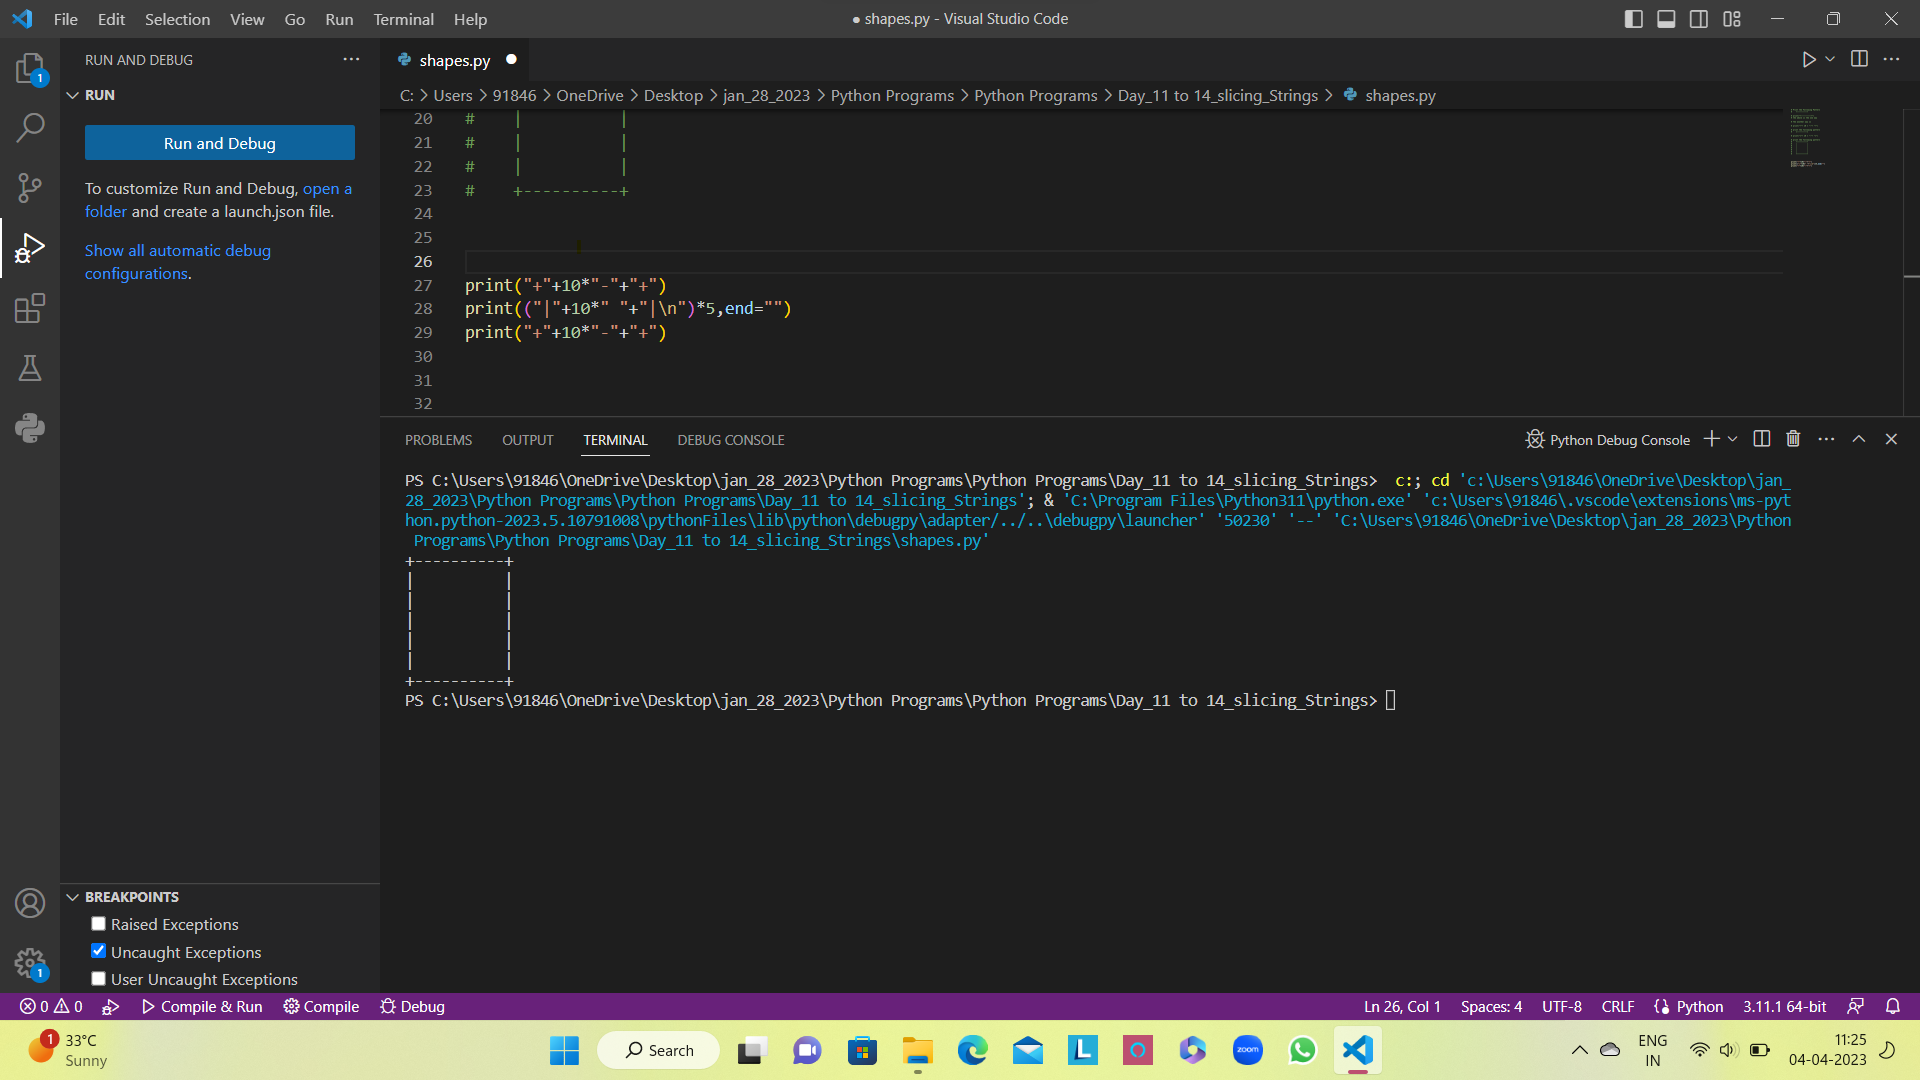 File Edit Selection View Go Run Terminal Help
● shapes.py - Visual Studio Code
RUN AND DEBUG ···
RUN
Run and Debug
To customize Run and Debug, open a
folder and create a launch.json file.
Show all automatic debug
configurations.
BREAKPOINTS
Raised Exceptions
Uncaught Exceptions
User Uncaught Exceptions
1
1
shapes.py ●
C: > Users > 91846 > OneDrive > Desktop > jan_28_2023 > Python Programs > Python Programs > Day_11 to 14_slicing_Strings > shapes.py
20 #    |          |
21 #    |          |
22 #    |          |
23 #    +----------+
24
25
26
27 print("+"+10*"-"+"+")
28 print(("|"+10*" "+"|\n")*5,end="")
29 print("+"+10*"-"+"+")
30
31
32
PROBLEMS OUTPUT TERMINAL DEBUG CONSOLE
Python Debug Console
PS C:\Users\91846\OneDrive\Desktop\jan_28_2023\Python Programs\Python Programs\Day_11 to 14_slicing_Strings>  c:; cd 'c:\Users\91846\OneDrive\Desktop\jan_
28_2023\Python Programs\Python Programs\Day_11 to 14_slicing_Strings'; & 'C:\Program Files\Python311\python.exe' 'c:\Users\91846\.vscode\extensions\ms-pyt
hon.python-2023.5.10791008\pythonFiles\lib\python\debugpy\adapter/../..\debugpy\launcher' '50230' '--' 'C:\Users\91846\OneDrive\Desktop\jan_28_2023\Python
 Programs\Python Programs\Day_11 to 14_slicing_Strings\shapes.py'
+----------+
|          |
|          |
|          |
|          |
|          |
+----------+
PS C:\Users\91846\OneDrive\Desktop\jan_28_2023\Python Programs\Python Programs\Day_11 to 14_slicing_Strings>
0 0 Compile & Run Compile Debug
Ln 26, Col 1 Spaces: 4 UTF-8 CRLF Python 3.11.1 64-bit
1
33°C
Sunny
Search
L
zoom
ENG
IN
11:25
04-04-2023